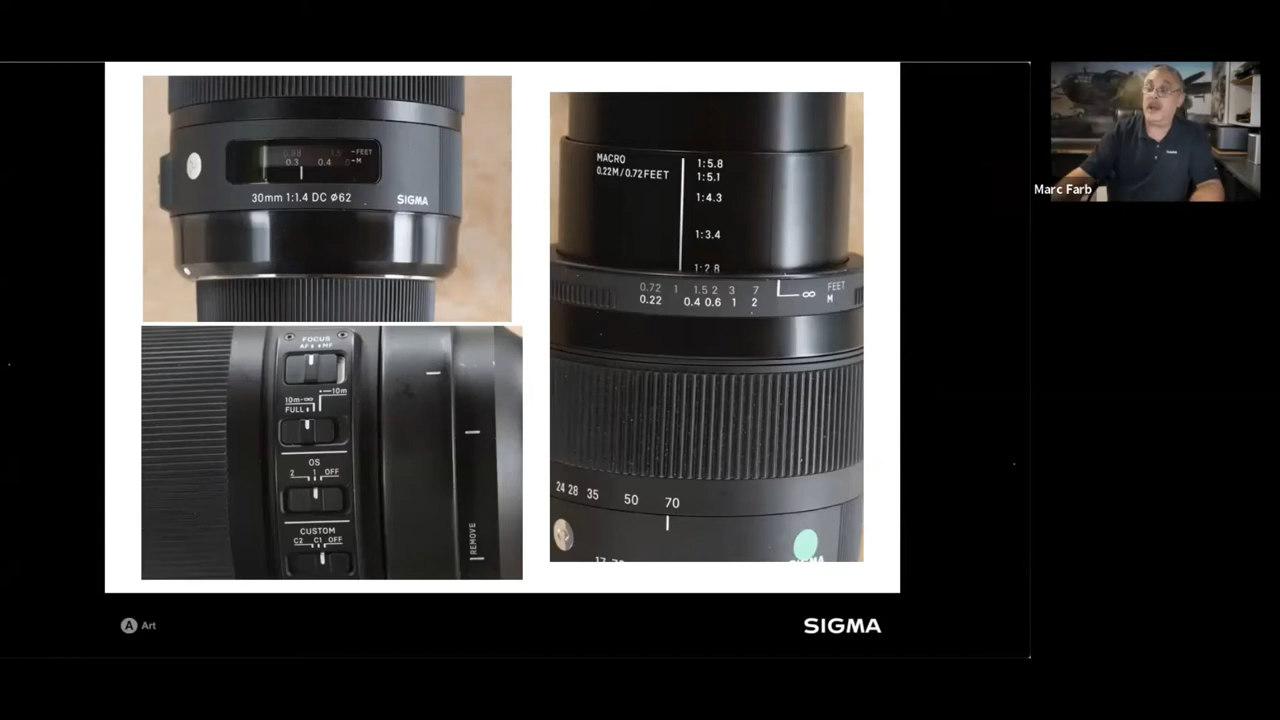 0.3 0.4
-FEET
-M
30mm 1:1.4 DC ⌀62
SIGMA
FOCUS
AF MF
10m-∞
-10m
FULL
OS
2 1 OFF
CUSTOM
C2 C1 OFF
REMOVE
MACRO
0.22M/0.72FEET
1:5.8
1:5.1
1:4.3
1:3.4
1:2.8
0.72 1 1.5 2 3 7 FEET
0.22 0.4 0.6 1 2 ∞ M
24 28 35 50 70
A Art
SIGMA
Marc Farb